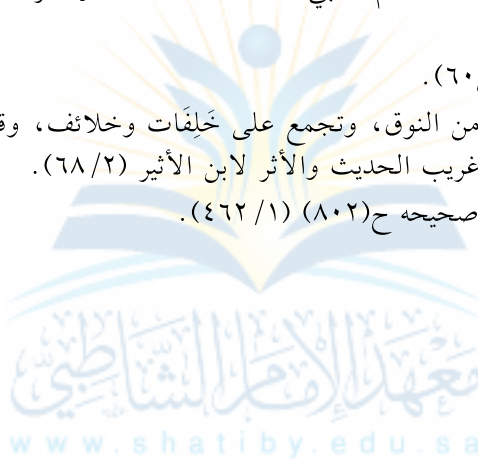 ٦٠).
من النوق، وتجمع على خَلِفَات وخلائف، وق
غريب الحديث والأثر لابن الأثير (٦٨/٢).
صحيحه ح(٨٠٢) (٤٦٢/١).
معهد الإمام الشاطبي
www.shatiby.edu.sa